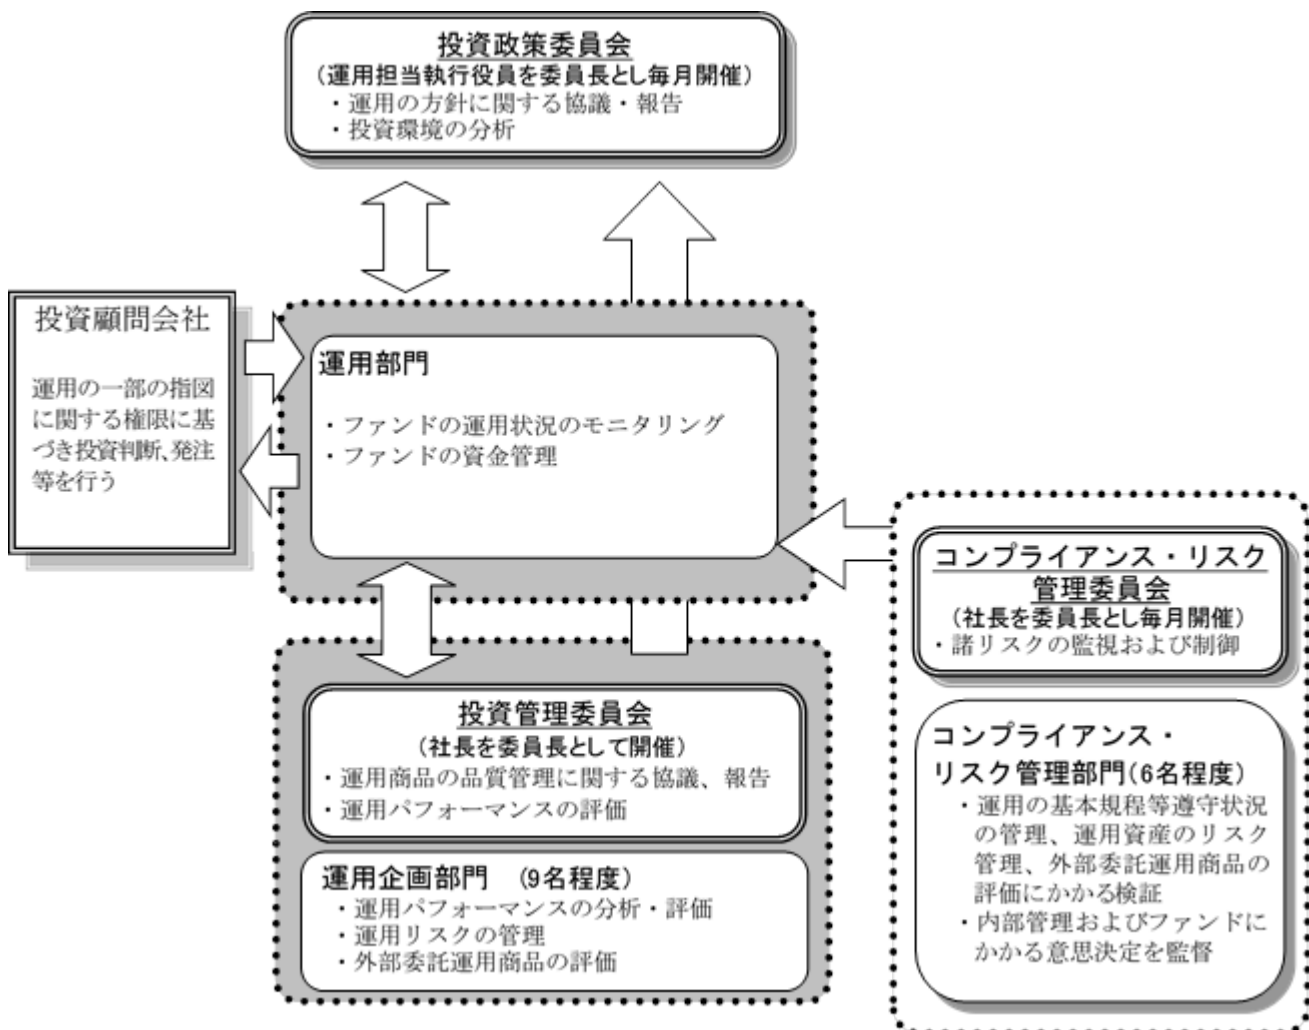 投資政策委員会
(運用担当執行役員を委員長とし毎月開催)
・運用の方針に関する協議・報告
・投資環境の分析
投資顧問会社
運用の一部の指図
に関する権限に基
づき投資判断、発注
等を行う
運用部門
・ファンドの運用状況のモニタリング
・ファンドの資金管理
コンプライアンス・リスク
管理委員会
(社長を委員長とし毎月開催)
・諸リスクの監視および制御
投資管理委員会
(社長を委員長として開催)
・運用商品の品質管理に関する協議、報告
・運用パフォーマンスの評価
運用企画部門 (9名程度)
・運用パフォーマンスの分析・評価
・運用リスクの管理
・外部委託運用商品の評価
コンプライアンス・
リスク管理部門(6名程度)
・運用の基本規程等遵守状況
の管理、運用資産のリスク
管理、外部委託運用商品の
評価にかかる検証
・内部管理およびファンドに
かかる意思決定を監督